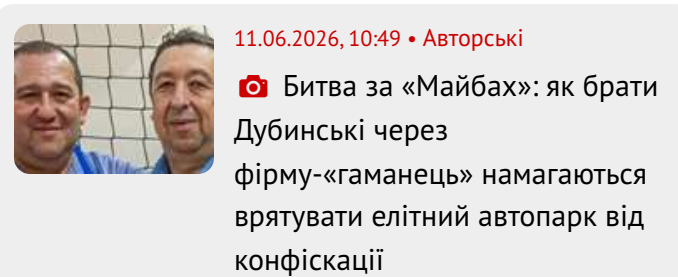 11.06.2026, 10:49 • Авторські
Битва за «Майбах»: як брати
Дубинські через
фірму-«гаманець» намагаються
врятувати елітний автопарк від
конфіскації